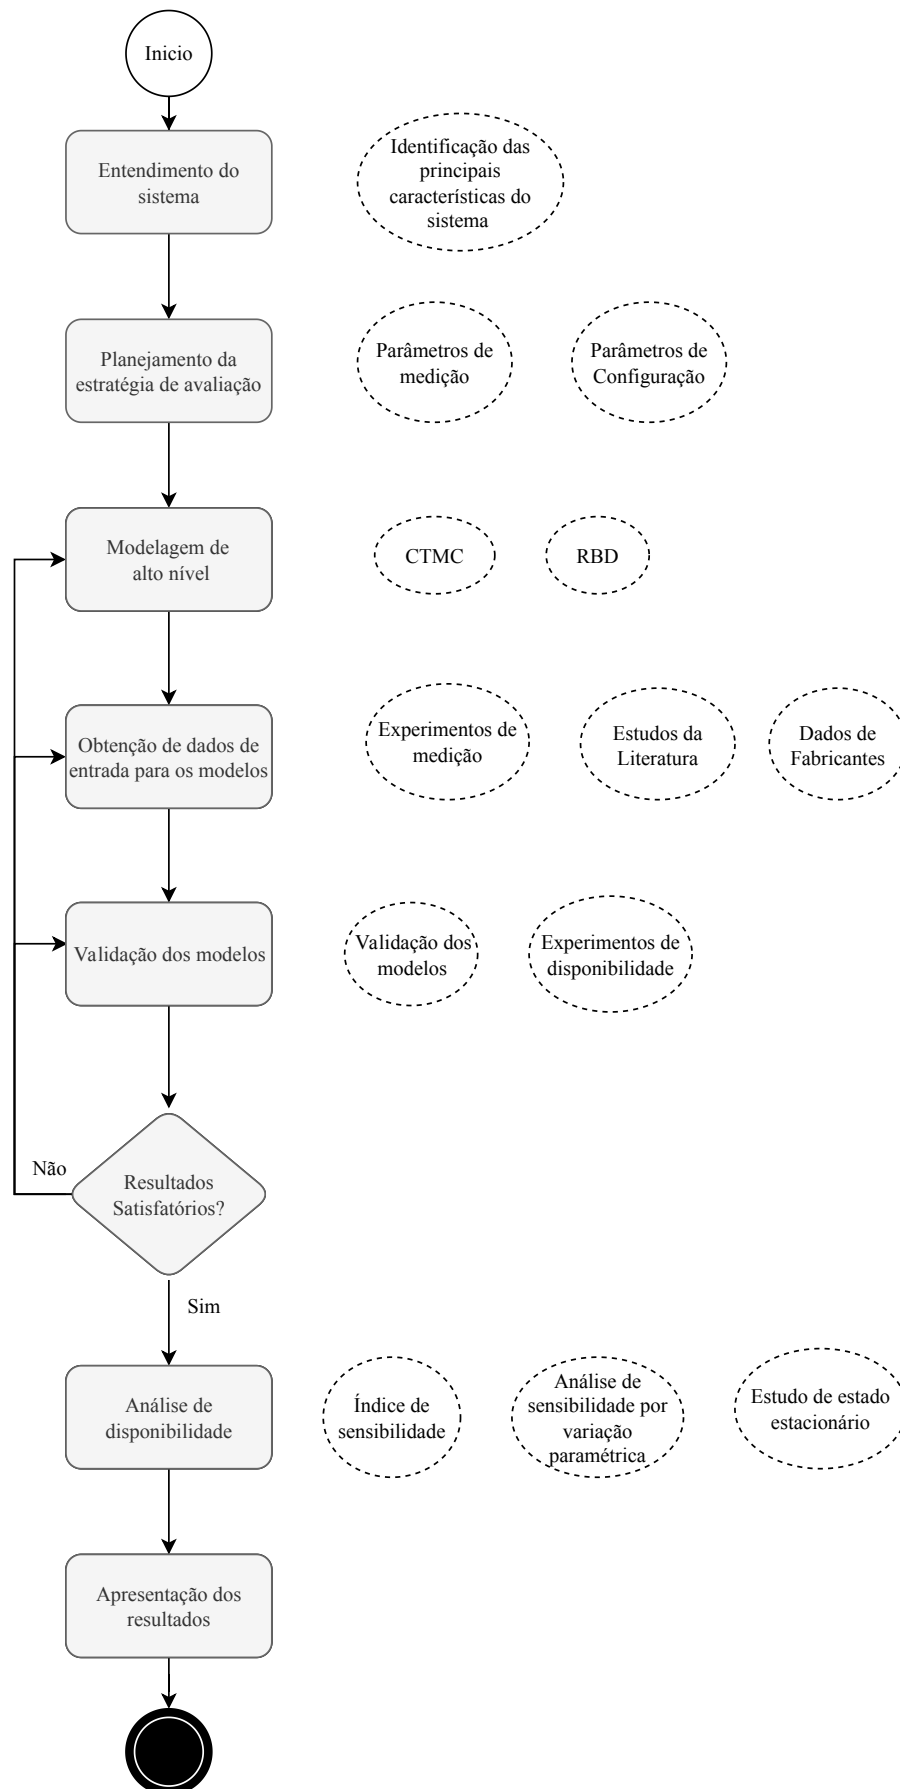 Inicio
Entendimento do
sistema
Identificação das
principais
características do
sistema
Planejamento da
estratégia de avaliação
Parâmetros de
medição
Parâmetros de
Configuração
Modelagem de
alto nível
CTMC
RBD
Obtenção de dados de
entrada para os modelos
Experimentos de
medição
Estudos da
Literatura
Dados de
Fabricantes
Validação dos modelos
Validação dos
modelos
Experimentos de
disponibilidade
Não
Resultados
Satisfatórios?
Sim
Análise de
disponibilidade
Índice de
sensibilidade
Análise de
sensibilidade por
variação
paramétrica
Estudo de estado
estacionário
Apresentação dos
resultados